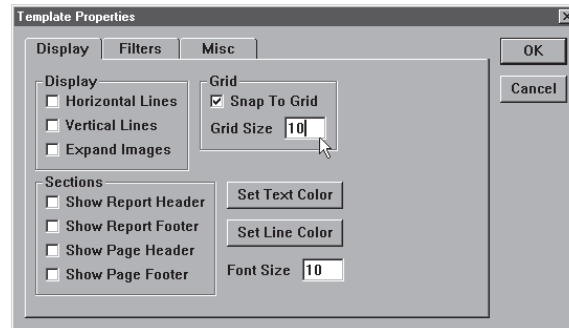 Template Properties
Display Filters Misc
OK
Cancel
Display
Horizontal Lines
Vertical Lines
Expand Images
Grid
Snap To Grid
Grid Size 10
Sections
Show Report Header
Show Report Footer
Show Page Header
Show Page Footer
Set Text Color
Set Line Color
Font Size 10